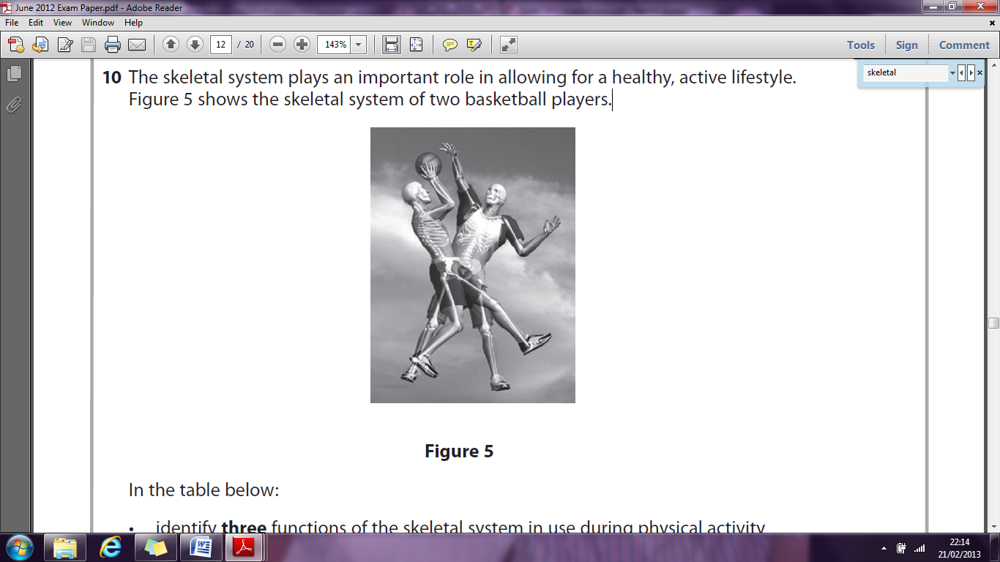 June 2012 Exam Paper.pdf - Adobe Reader
File Edit View Window Help
12 / 20 143% Tools Sign Comment
skeletal
10 The skeletal system plays an important role in allowing for a healthy, active lifestyle.
Figure 5 shows the skeletal system of two basketball players.
Figure 5
In the table below:
• identify three functions of the skeletal system in use during physical activity
22:14
21/02/2013